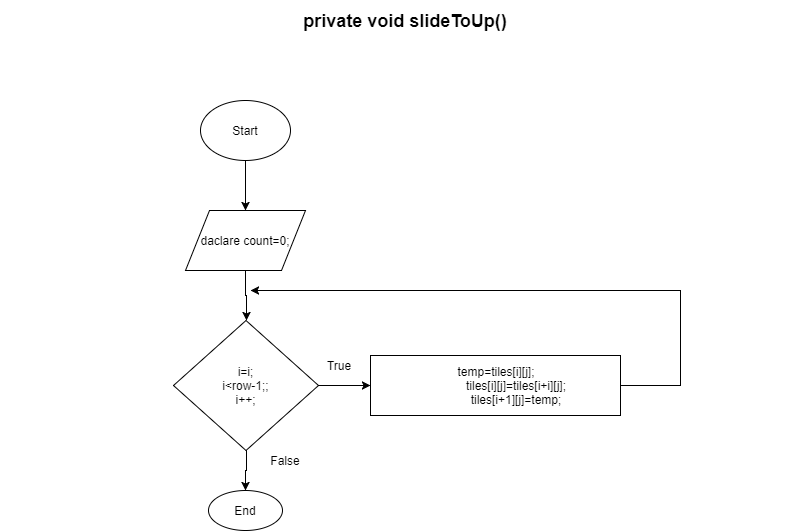 private void slideToUp()
Start
daclare count=0;
i=i;
i<row-1;;
i++;
True
temp=tiles[i][j];
tiles[i][j]=tiles[i+i][j];
tiles[i+1][j]=temp;
False
End